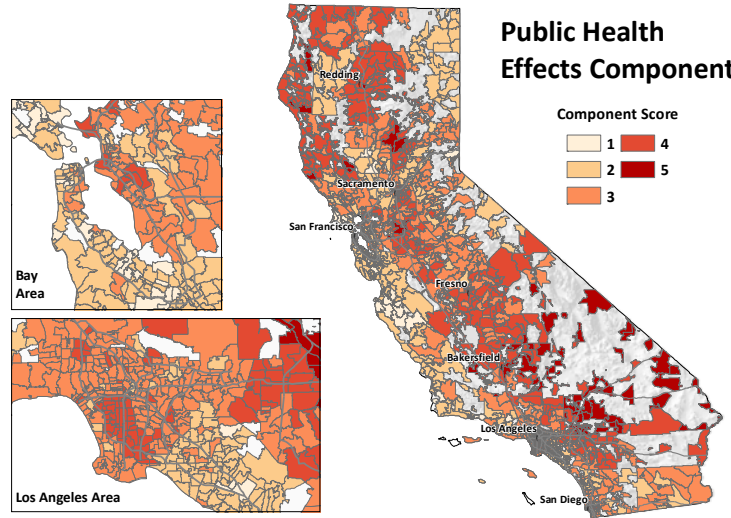 Public Health
Effects Component
Component Score
1
4
2
5
3
Redding
Sacramento
San Francisco
Fresno
Bakersfield
Los Angeles
San Diego
Bay
Area
Los Angeles Area